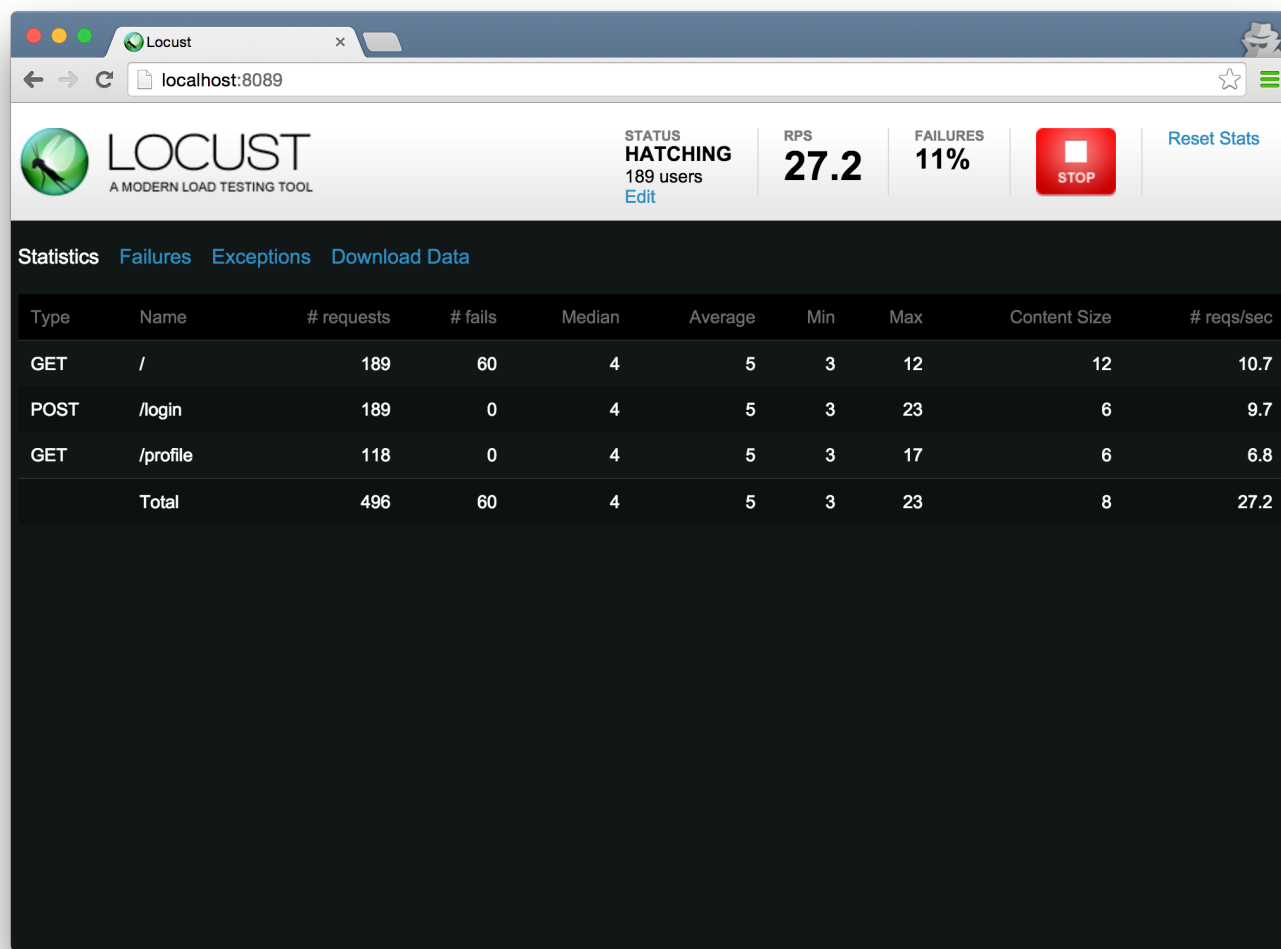 Locust
localhost:8089
LOCUST
A MODERN LOAD TESTING TOOL
STATUS
HATCHING
189 users
Edit
RPS
27.2
FAILURES
11%
STOP
Reset Stats
Statistics Failures Exceptions Download Data
Type Name # requests # fails Median Average Min Max Content Size # reqs/sec
GET / 189 60 4 5 3 12 12 10.7
POST /login 189 0 4 5 3 23 6 9.7
GET /profile 118 0 4 5 3 17 6 6.8
Total 496 60 4 5 3 23 8 27.2